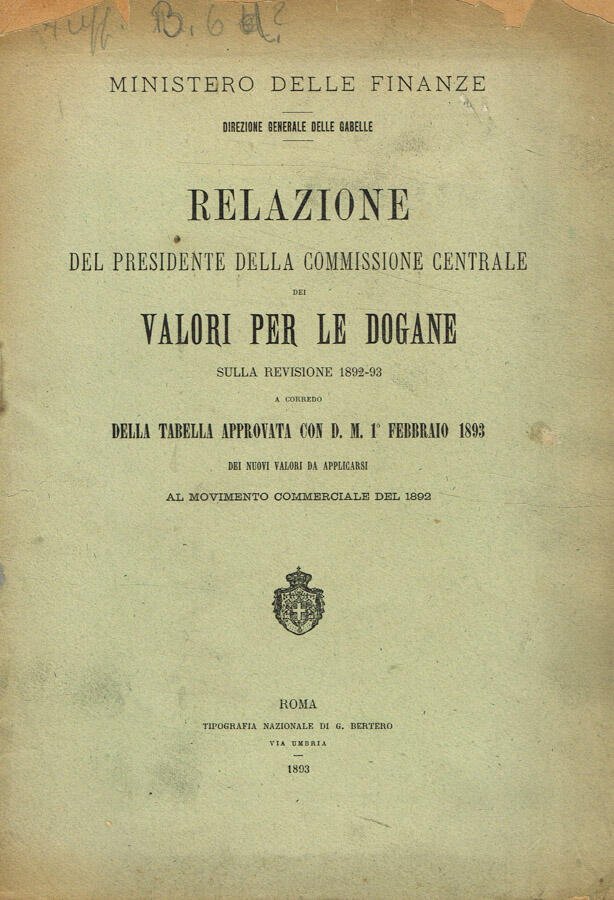 B. 6 d?
MINISTERO DELLE FINANZE
DIREZIONE GENERALE DELLE GABELLE
RELAZIONE
DEL PRESIDENTE DELLA COMMISSIONE CENTRALE
DEI
VALORI PER LE DOGANE
SULLA REVISIONE 1892-93
A CORREDO
DELLA TABELLA APPROVATA CON D. M. 1° FEBBRAIO 1893
DEI NUOVI VALORI DA APPLICARSI
AL MOVIMENTO COMMERCIALE DEL 1892
ROMA
TIPOGRAFIA NAZIONALE DI G. BERTERO
VIA UMBRIA
1893